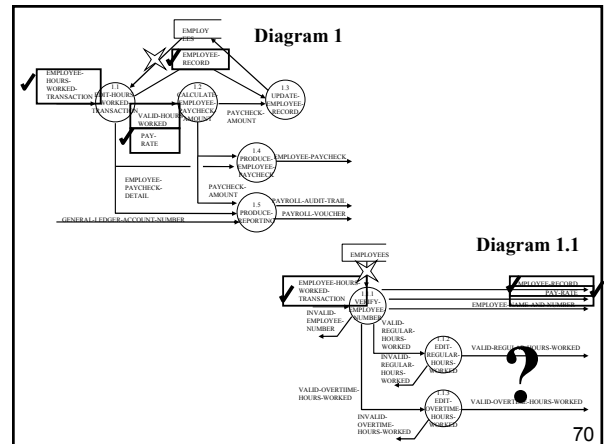 EMPLOY
EES
Diagram 1
EMPLOYEE-
RECORD
EMPLOYEE-
HOURS-
WORKED-
TRANSACTION
1.1
EDIT-HOURS-
WORKED-
TRANSACTION
1.2
CALCULATE-
EMPLOYEE-
PAYCHECK-
AMOUNT
1.3
UPDATE-
EMPLOYEE-
RECORD
VALID-HOURS-
WORKED
PAYCHECK-
AMOUNT
PAY-
RATE
1.4
PRODUCE-
EMPLOYEE-
PAYCHECK
EMPLOYEE-PAYCHECK
EMPLOYEE-
PAYCHECK-
DETAIL
PAYCHECK-
AMOUNT
1.5
PRODUCE-
REPORTING
PAYROLL-AUDIT-TRAIL
PAYROLL-VOUCHER
GENERAL-LEDGER-ACCOUNT-NUMBER
Diagram 1.1
EMPLOYEES
EMPLOYEE-HOURS-
WORKED-
TRANSACTION
1.1.1
VERIFY-
EMPLOYEE-
NUMBER
EMPLOYEE-RECORD
PAY-RATE
EMPLOYEE-NAME-AND-NUMBER
INVALID-
EMPLOYEE-
NUMBER
VALID-
REGULAR-
HOURS-
WORKED
INVALID-
REGULAR-
HOURS-
WORKED
1.1.2
EDIT-
REGULAR-
HOURS-
WORKED
VALID-REGULAR-HOURS-WORKED
?
VALID-OVERTIIME-
HOURS-WORKED
1.1.3
EDIT-
OVERTIME-
HOURS-
WORKED
VALID-OVERTIME-HOURS-WORKED
INVALID-
OVERTIME-
HOURS-WORKED
70